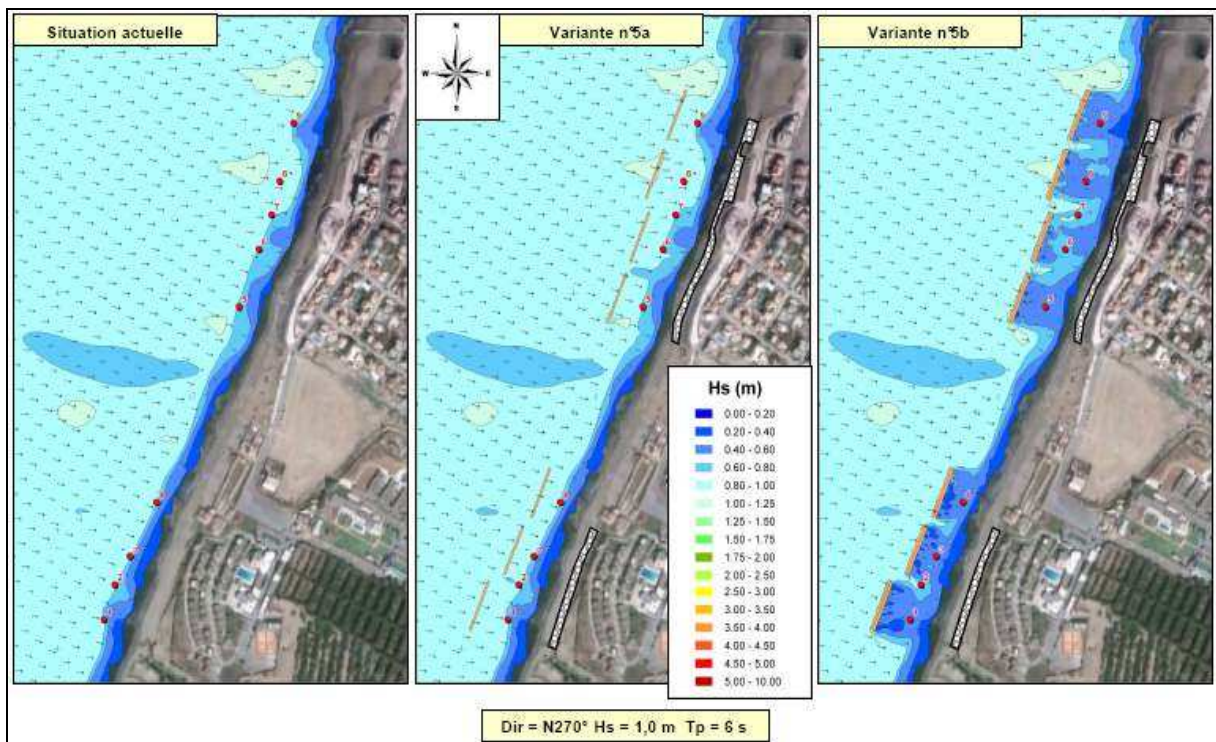 Situation actuelle
Variante n°5a
Variante n°5b
N
W
E
S
Hs (m)
0.00 - 0.20
0.20 - 0.40
0.40 - 0.60
0.60 - 0.80
0.80 - 1.00
1.00 - 1.25
1.25 - 1.50
1.50 - 1.75
1.75 - 2.00
2.00 - 2.50
2.50 - 3.00
3.00 - 3.50
3.50 - 4.00
4.00 - 4.50
4.50 - 5.00
5.00 - 10.00
Dir = N270° Hs = 1,0 m Tp = 6 s